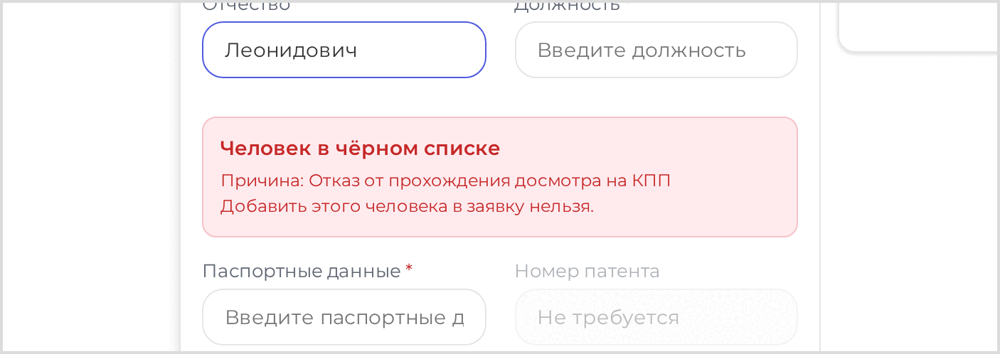 Отчество
Должность *
Леонидович
Введите должность
Человек в чёрном списке
Причина: Отказ от прохождения досмотра на КПП
Добавить этого человека в заявку нельзя.
Паспортные данные *
Номер патента
Введите паспортные д
Не требуется